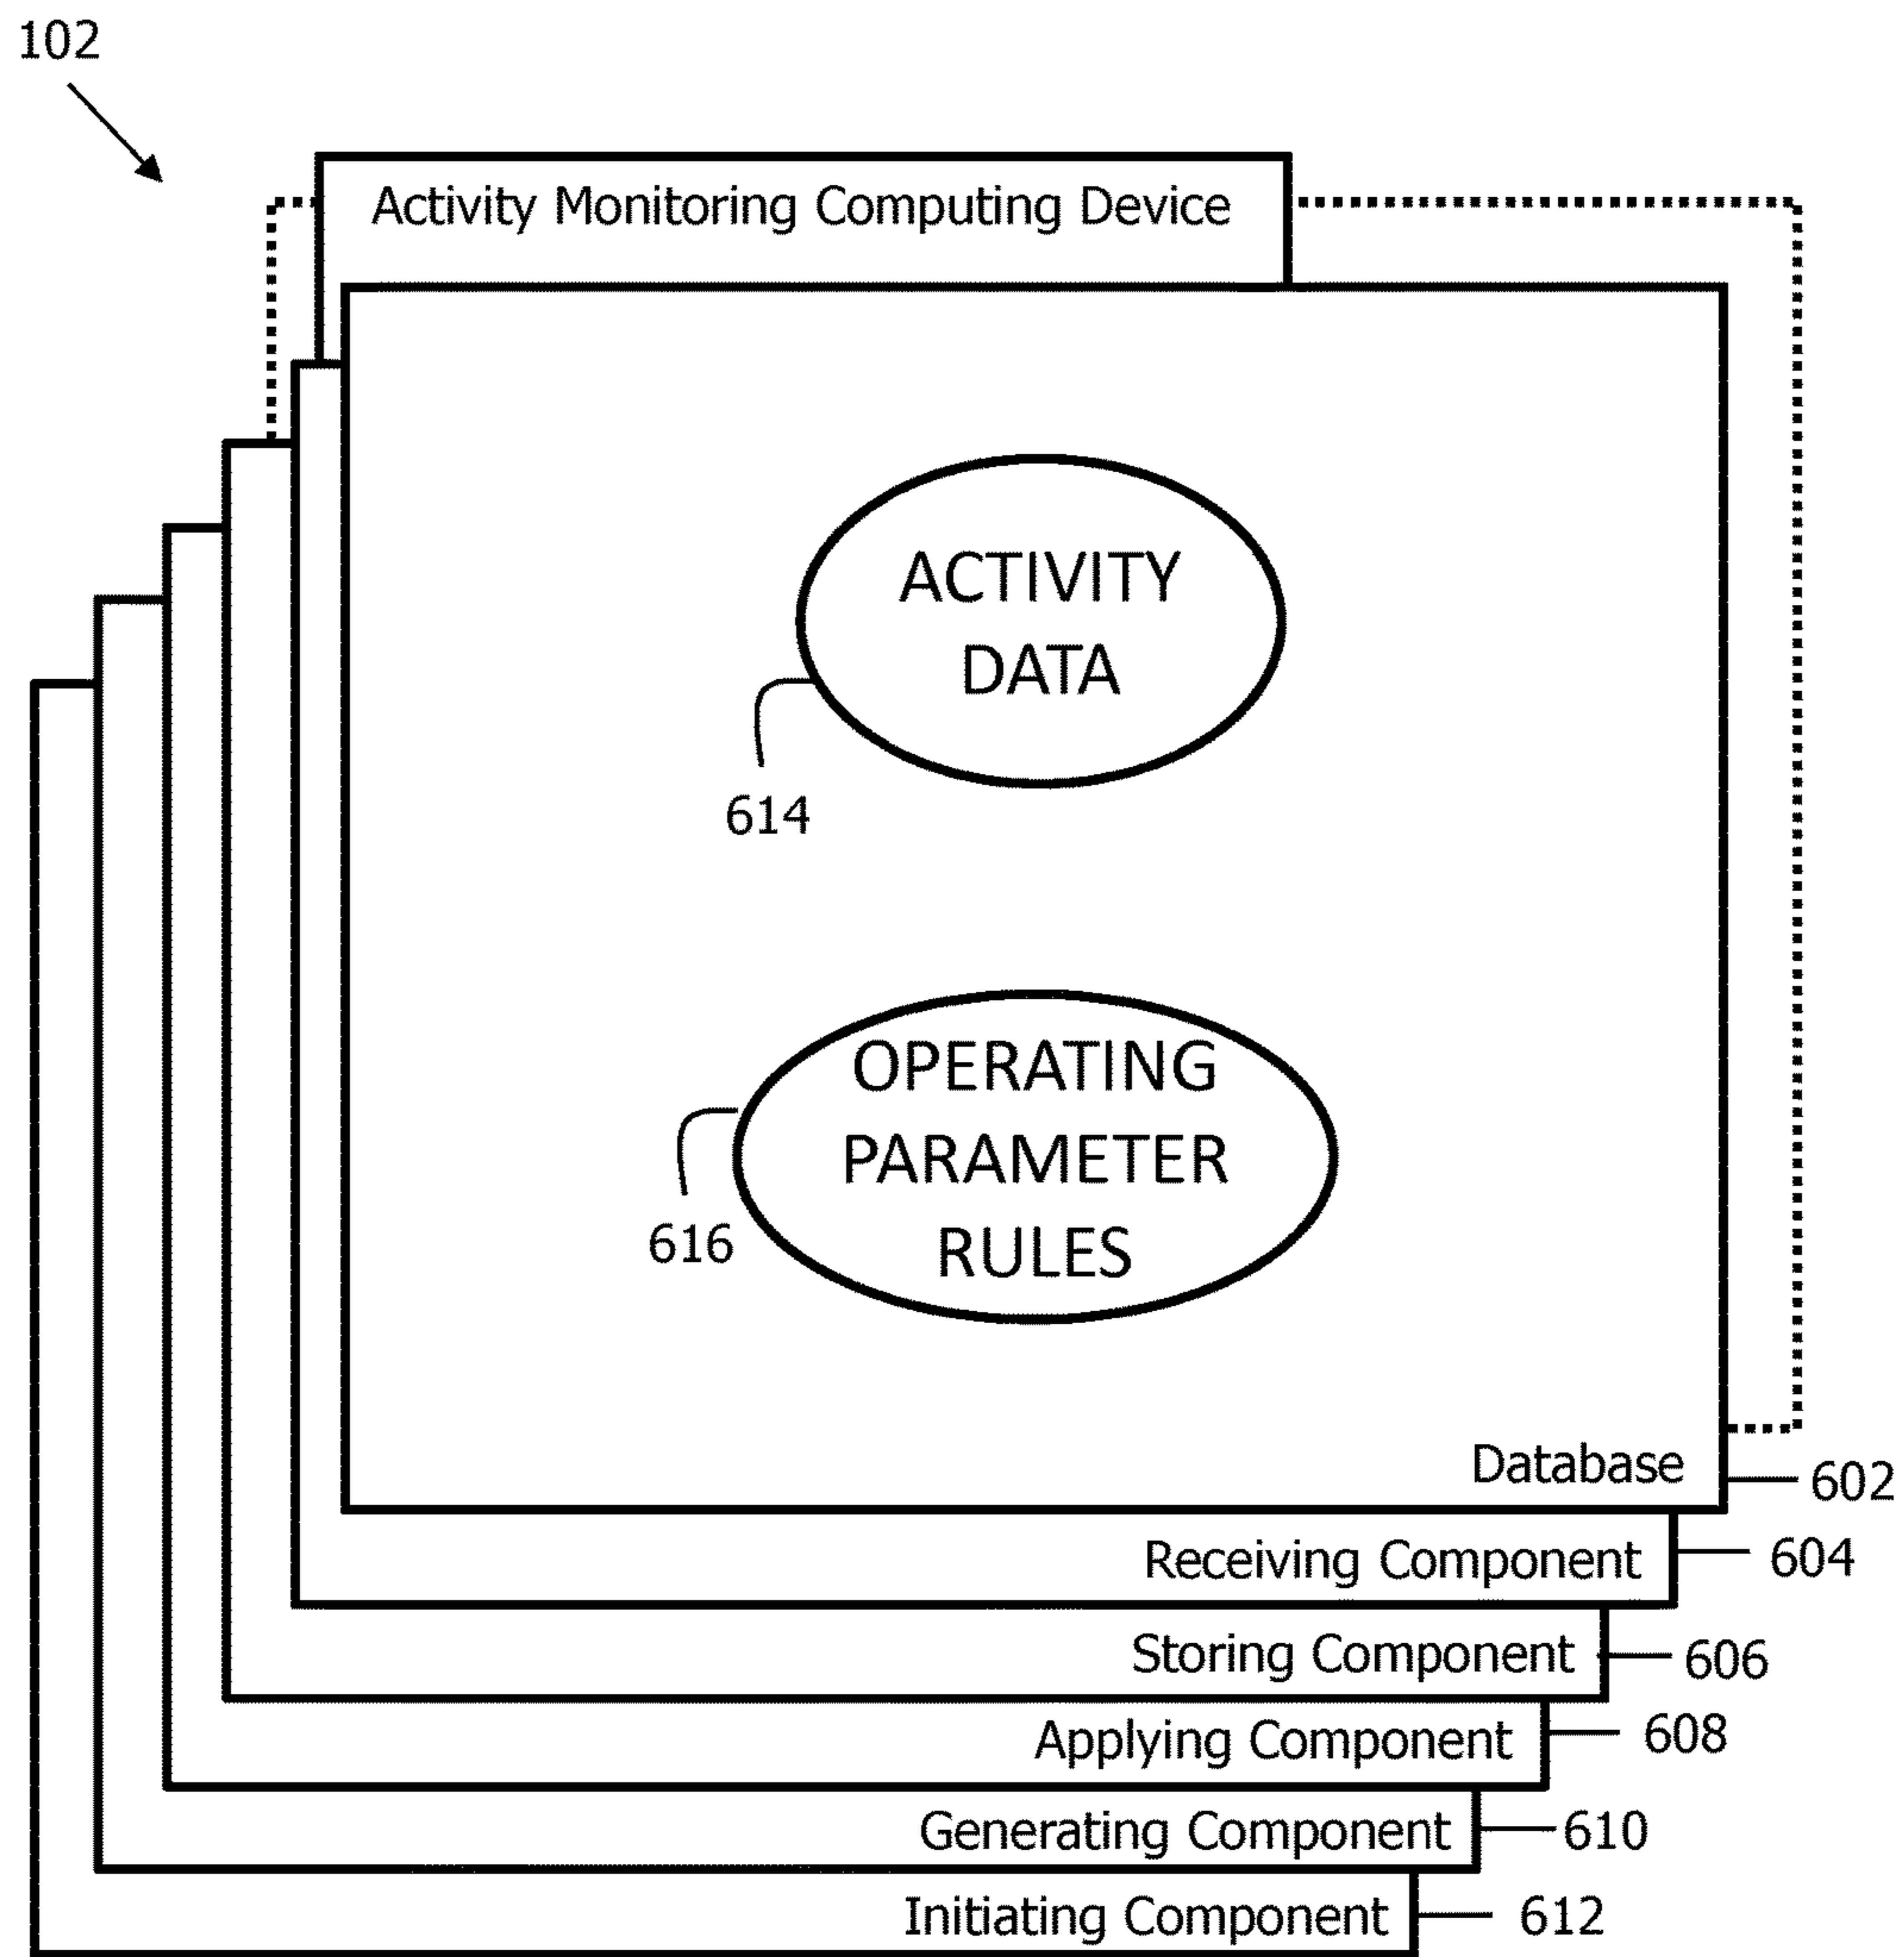 102
Activity Monitoring Computing Device
ACTIVITY
DATA
614
OPERATING
PARAMETER
RULES
616
Database
602
Receiving Component
604
Storing Component
606
Applying Component
608
Generating Component
610
Initiating Component
612